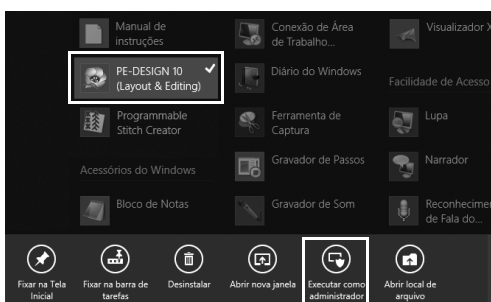 Manual de
instruções
Conexão de Área
de Trabalho...
Visualizador X
PE-DESIGN 10
(Layout & Editing)
Diário do Windows
Facilidade de Acesso
Programmable
Stitch Creator
Ferramenta de
Captura
Lupa
Acessórios do Windows
Gravador de Passos
Narrador
Bloco de Notas
Gravador de Som
Reconhecimen
de Fala do...
Fixar na Tela
Inicial
Fixar na barra de
tarefas
Desinstalar
Abrir nova janela
Executar como
administrador
Abrir local de
arquivo